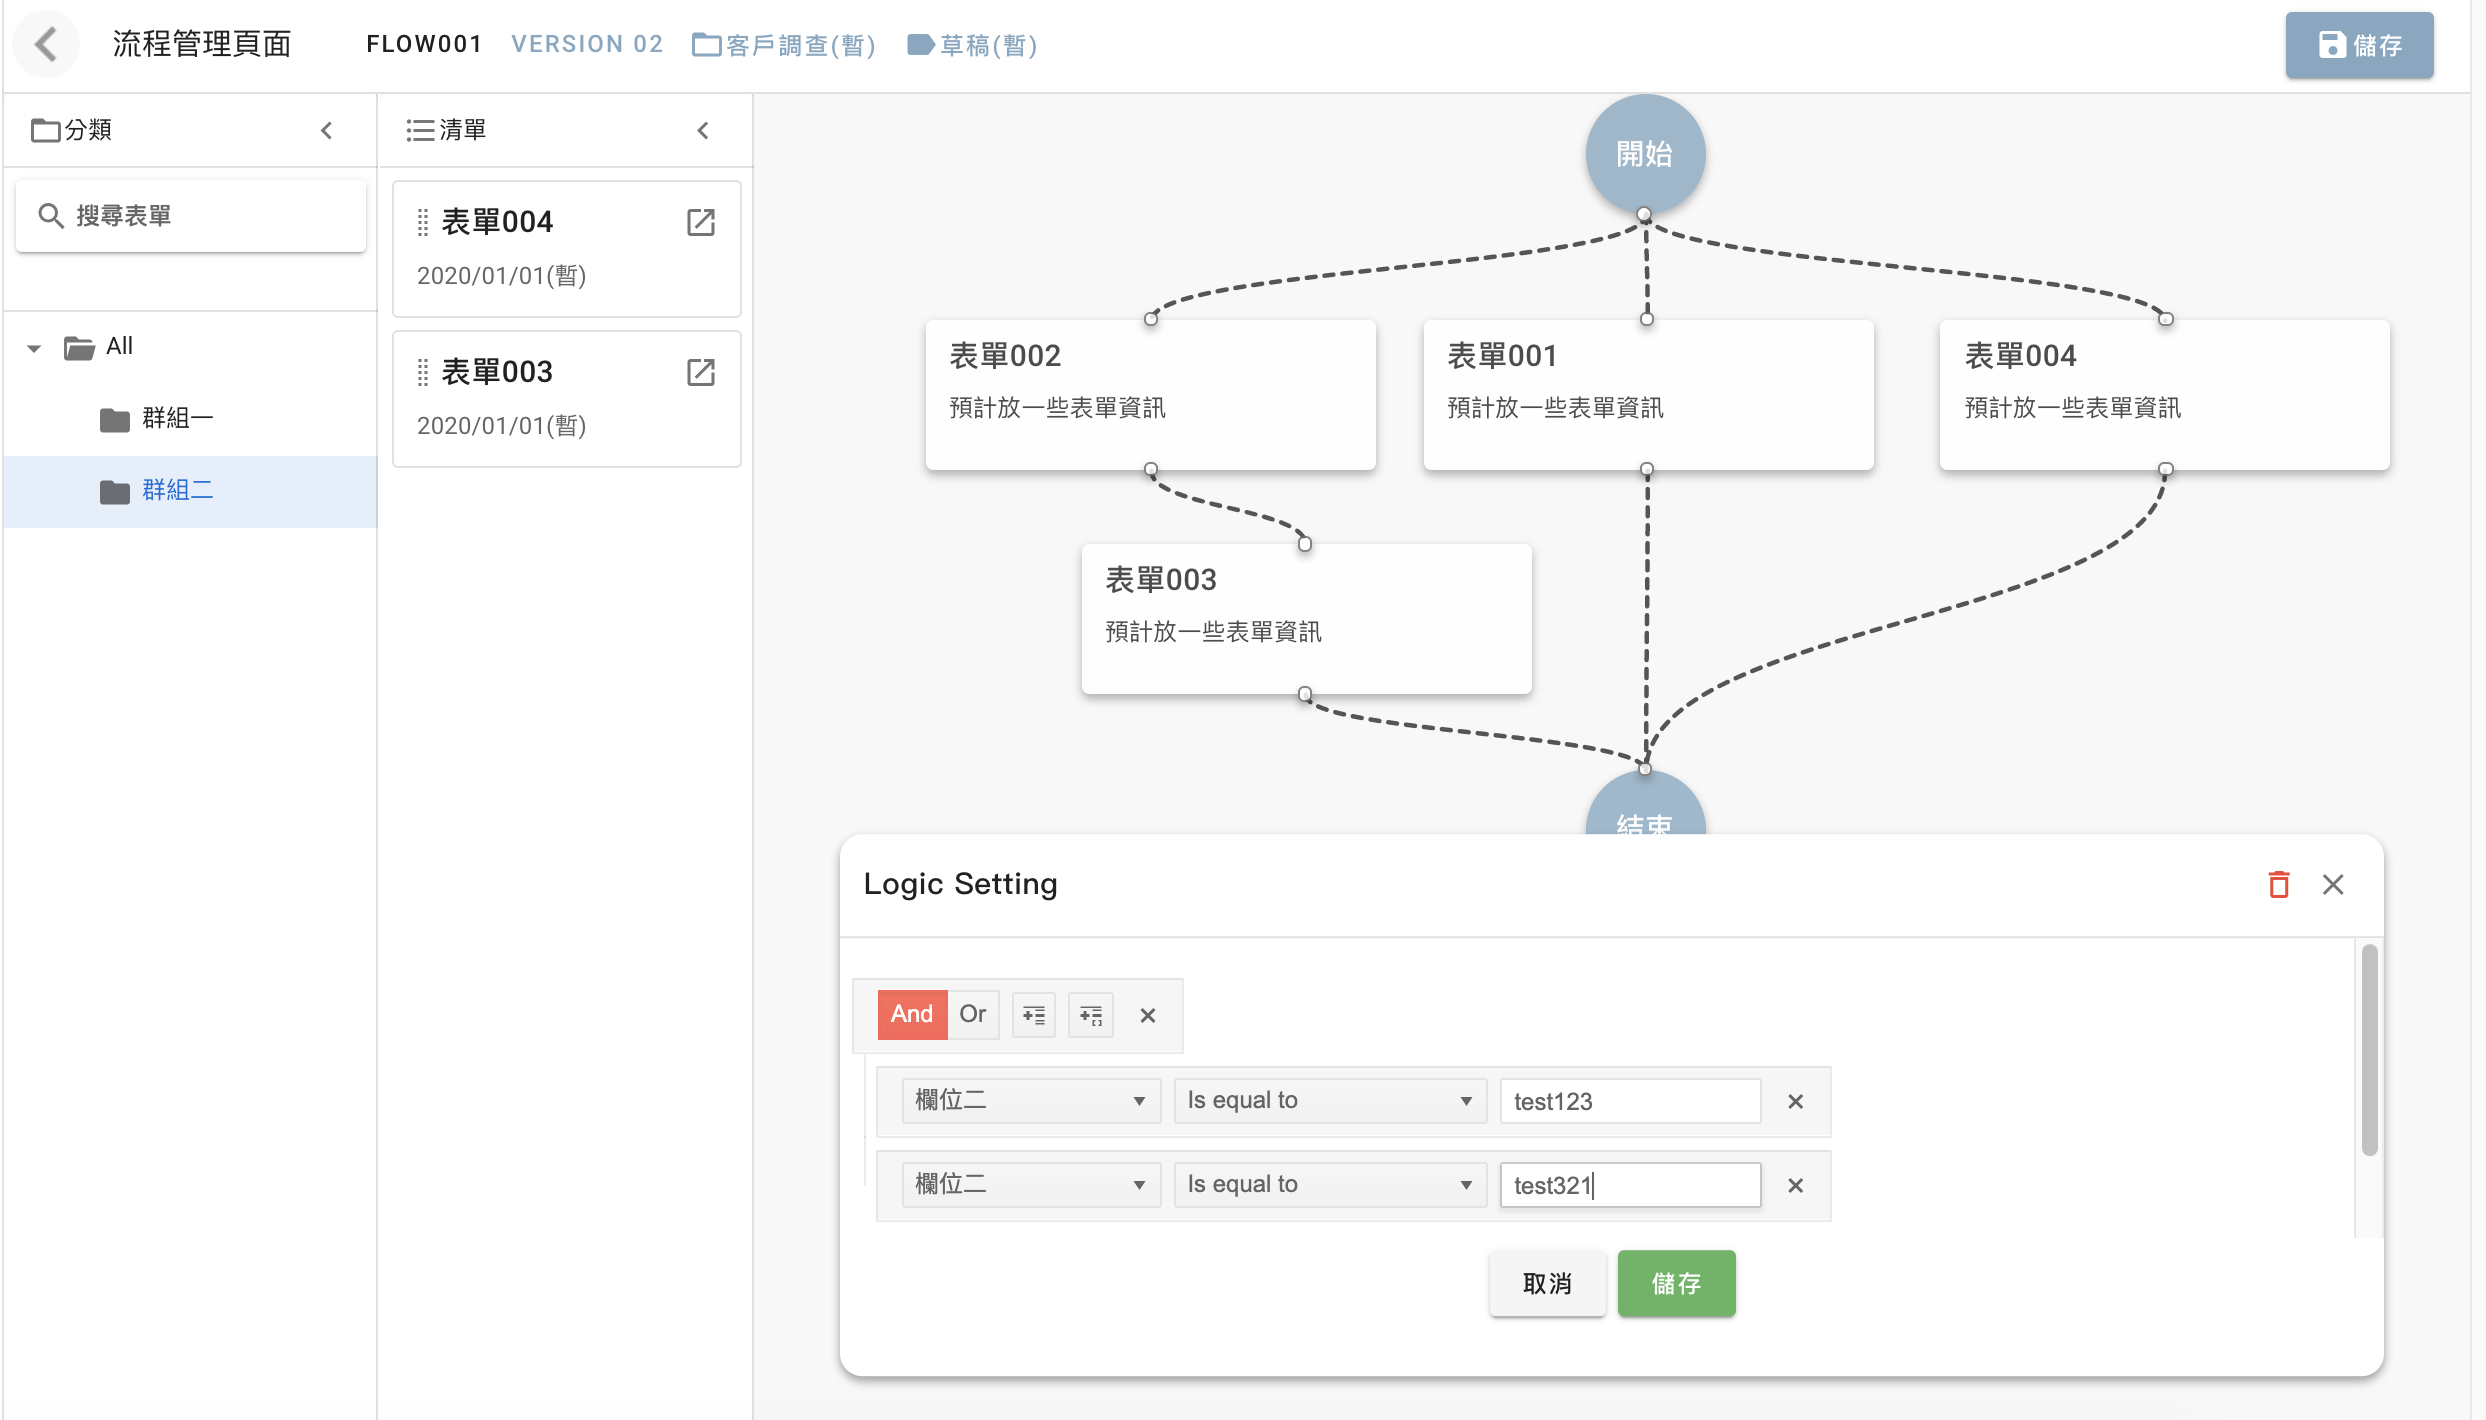 流程管理頁面 FLOW001 VERSION 02 客戶調查(暫) 草稿(暫) 儲存
分類
搜尋表單
All
群組一
群組二
清單
表單004
2020/01/01(暫)
表單003
2020/01/01(暫)
開始
表單002
預計放一些表單資訊
表單001
預計放一些表單資訊
表單004
預計放一些表單資訊
表單003
預計放一些表單資訊
結束
Logic Setting
And Or
欄位二 Is equal to test123
欄位二 Is equal to test321
取消 儲存